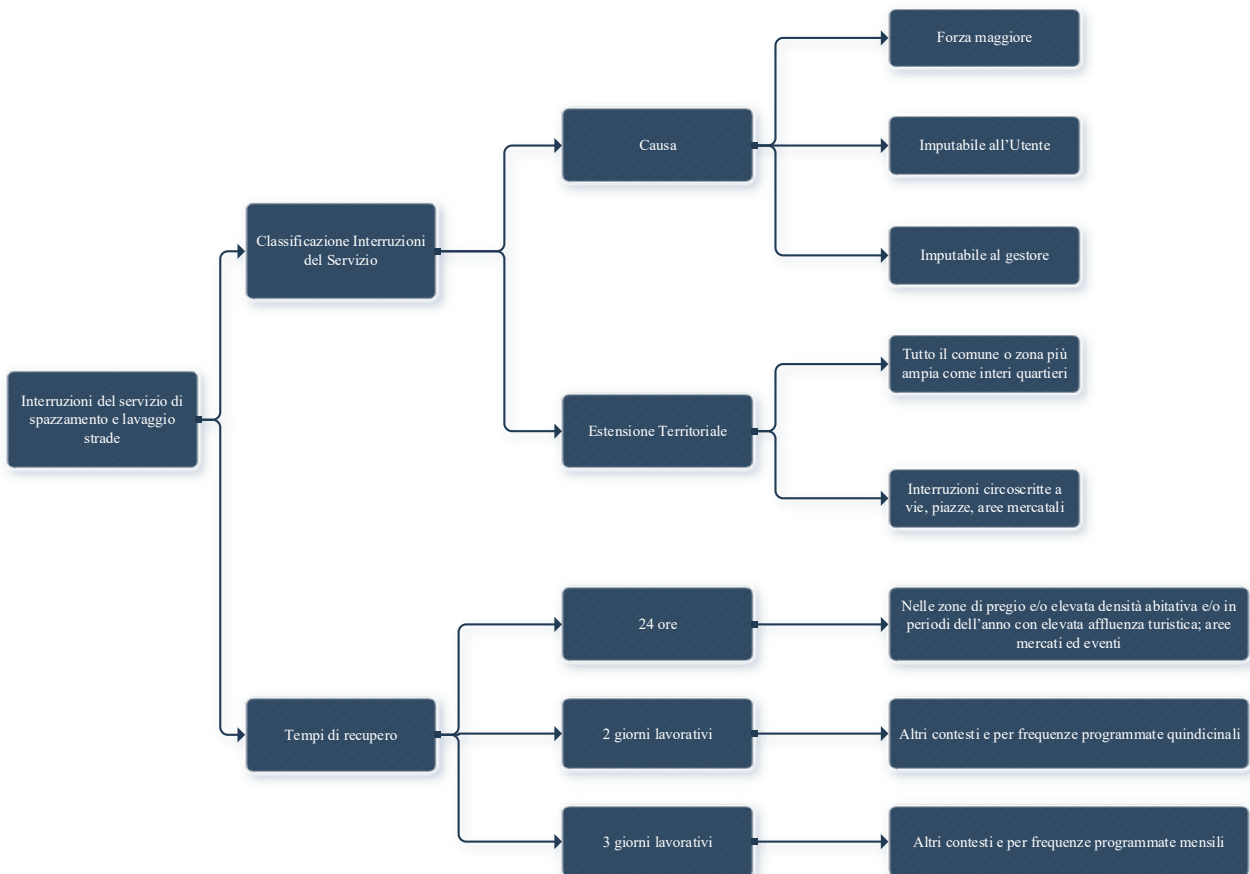 Forza maggiore
Causa
Imputabile all’Utente
Classificazione Interruzioni
del Servizio
Imputabile al gestore
Tutto il comune o zona più
ampia come interi quartieri
Interruzioni del servizio di
spazzamento e lavaggio
strade
Estensione Territoriale
Interruzioni circoscritte a
vie, piazze, aree mercatali
24 ore
Nelle zone di pregio e/o elevata densità abitativa e/o in
periodi dell’anno con elevata affluenza turistica; aree
mercati ed eventi
Tempi di recupero
2 giorni lavorativi
Altri contesti e per frequenze programmate quindicinali
3 giorni lavorativi
Altri contesti e per frequenze programmate mensili